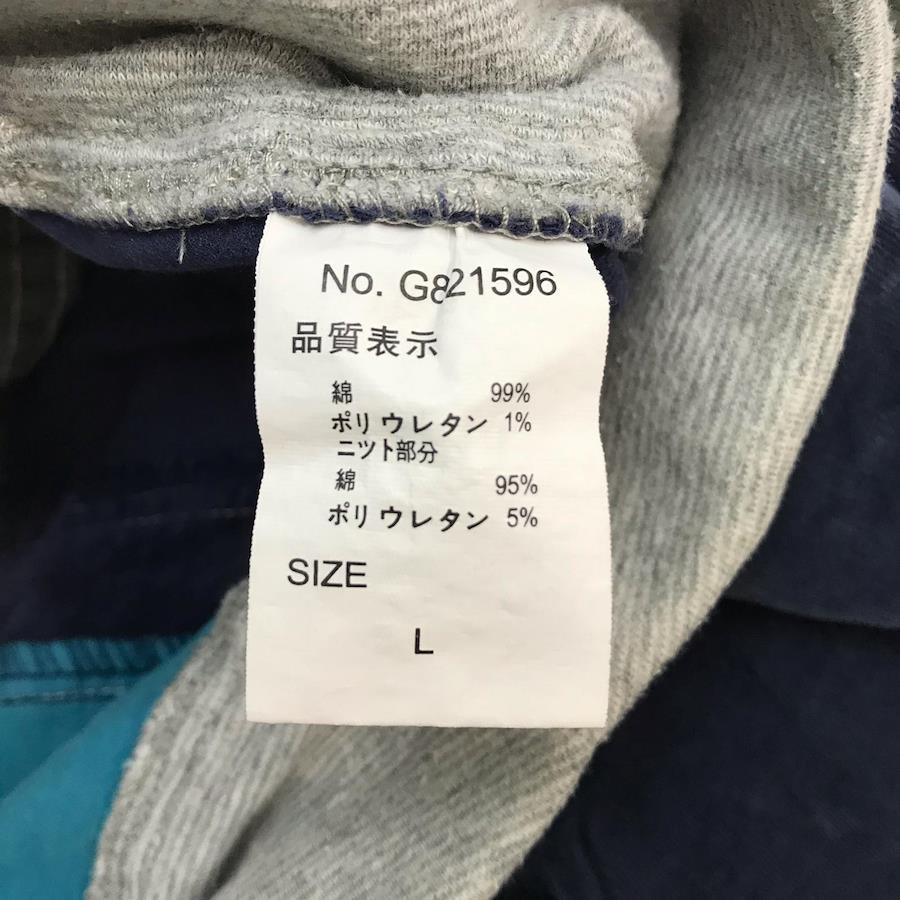 No. G821596
品質表示
綿 99%
ポリウレタン 1%
ニツト部分
綿 95%
ポリウレタン 5%
SIZE
L